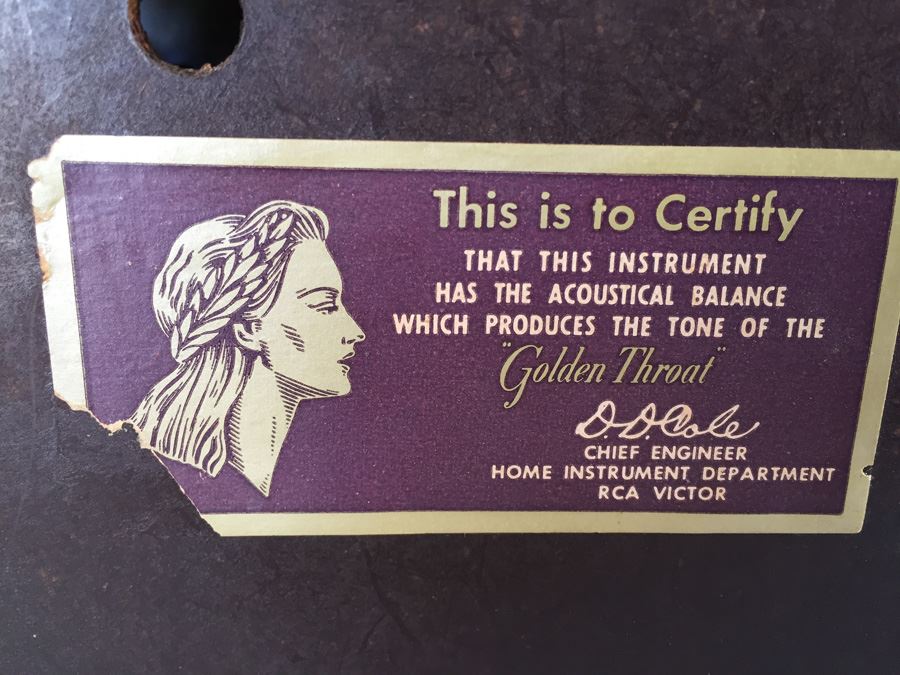 This is to Certify
THAT THIS INSTRUMENT
HAS THE ACOUSTICAL BALANCE
WHICH PRODUCES THE TONE OF THE
"Golden Throat"
D.D. Cole
CHIEF ENGINEER
HOME INSTRUMENT DEPARTMENT
RCA VICTOR